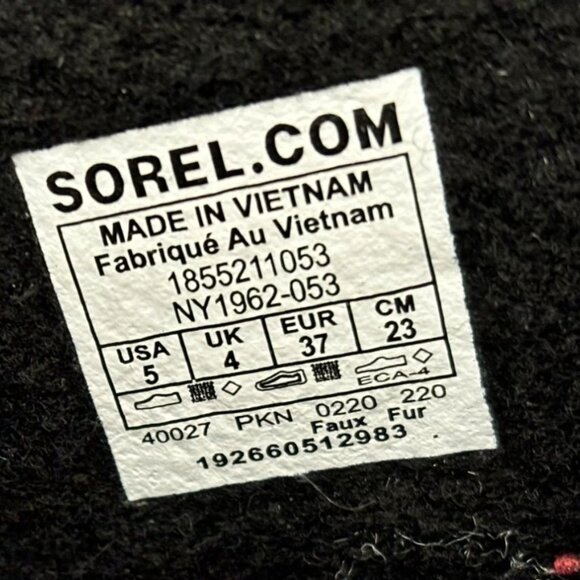 SOREL.COM
MADE IN VIETNAM
Fabriqué Au Vietnam
1855211053
NY1962-053
USA UK EUR CM
5 4 37 23
ECA-4
40027 PKN 0220 220
Faux Fur
192660512983